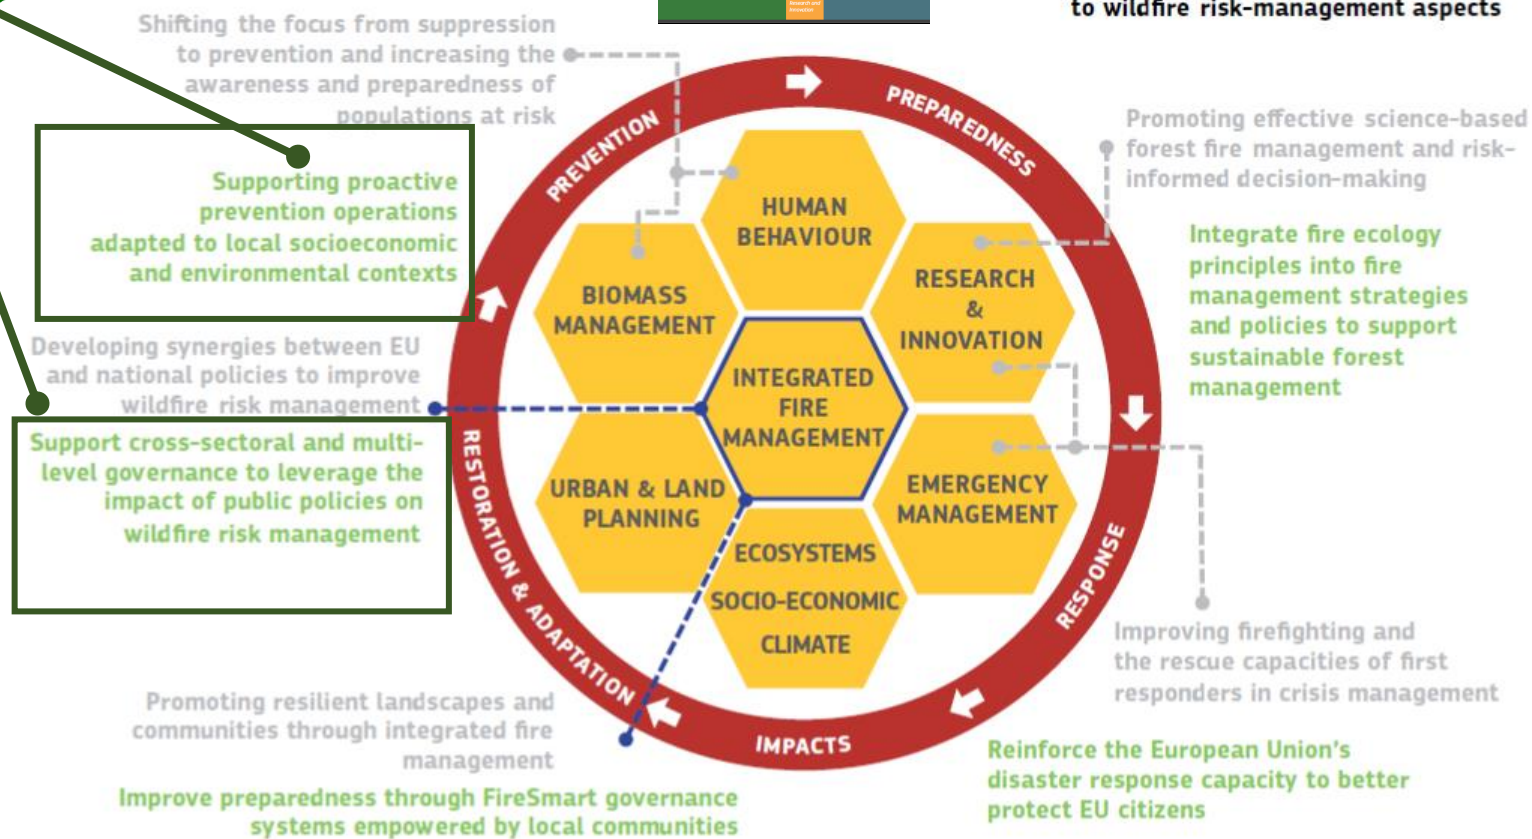 to wildfire risk-management aspects
Research and
Innovation
Shifting the focus from suppression
to prevention and increasing the
awareness and preparedness of
populations at risk
Supporting proactive
prevention operations
adapted to local socioeconomic
and environmental contexts
Developing synergies between EU
and national policies to improve
wildfire risk management
Support cross-sectoral and multi-
level governance to leverage the
impact of public policies on
wildfire risk management
Promoting resilient landscapes and
communities through integrated fire
management
Improve preparedness through FireSmart governance
systems empowered by local communities
PREVENTION
PREPAREDNESS
RESPONSE
IMPACTS
RESTORATION & ADAPTATION
HUMAN
BEHAVIOUR
BIOMASS
MANAGEMENT
RESEARCH
&
INNOVATION
INTEGRATED
FIRE
MANAGEMENT
URBAN & LAND
PLANNING
EMERGENCY
MANAGEMENT
ECOSYSTEMS
SOCIO-ECONOMIC
CLIMATE
Promoting effective science-based
forest fire management and risk-
informed decision-making
Integrate fire ecology
principles into fire
management strategies
and policies to support
sustainable forest
management
Improving firefighting and
the rescue capacities of first
responders in crisis management
Reinforce the European Union's
disaster response capacity to better
protect EU citizens